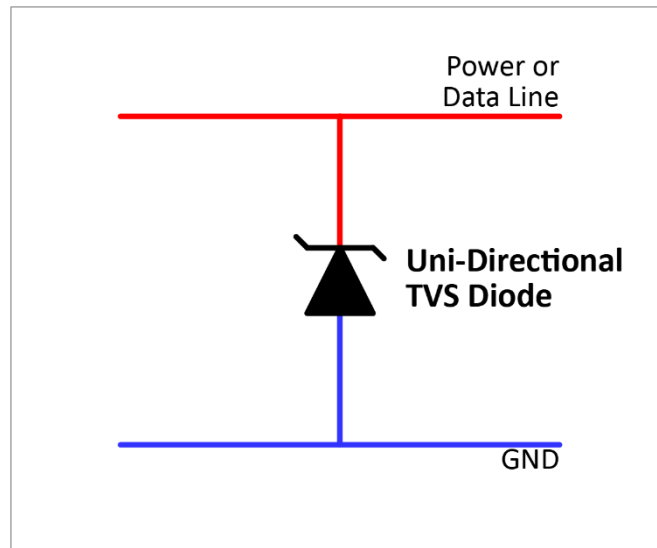 Power or
Data Line
Uni-Directional
TVS Diode
GND